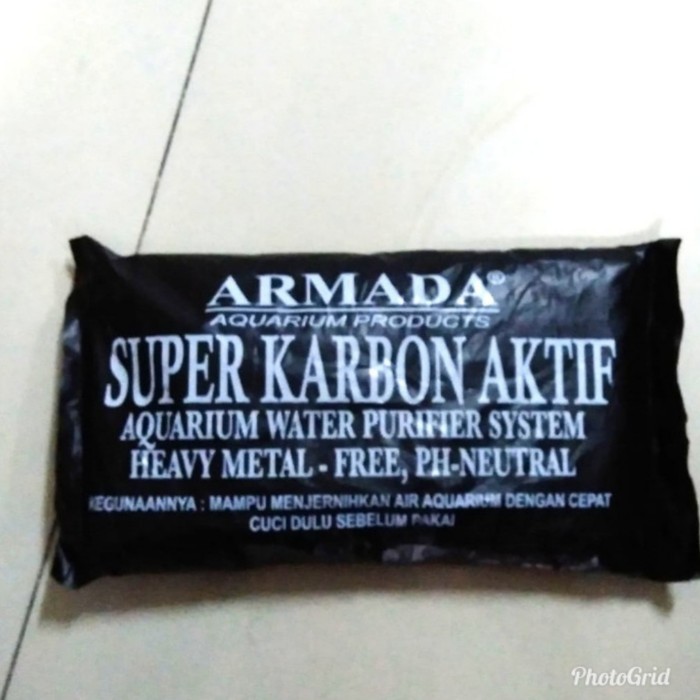 ARMADA®
AQUARIUM PRODUCTS
SUPER KARBON AKTIF
AQUARIUM WATER PURIFIER SYSTEM
HEAVY METAL - FREE, PH-NEUTRAL
KEGUNAANNYA : MAMPU MENJERNIHKAN AIR AQUARIUM DENGAN CEPAT
CUCI DULU SEBELUM PAKAI
PhotoGrid